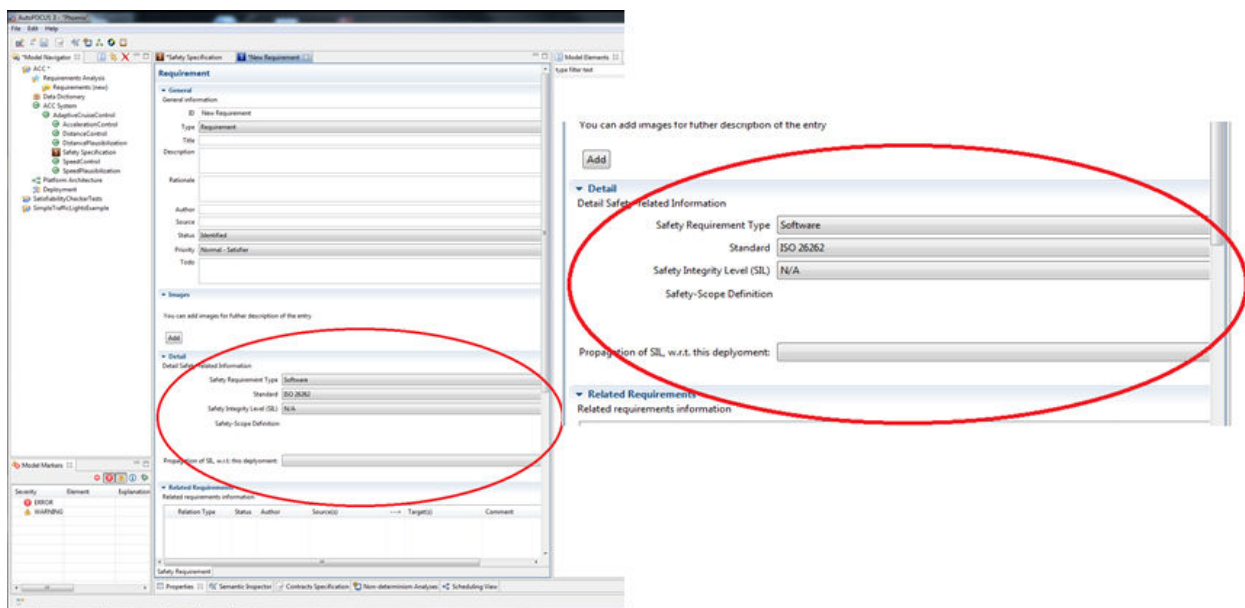 AutoFOCUS 3 - "Phoenix"
File Edit Help
*Model Navigator
ACC *
Requirements Analysis
Requirements (new)
Data Dictionary
ACC System
AdaptiveCruiseControl
AccelerationControl
DistanceControl
DistancePlausibilization
Safety Specification
SpeedControl
SpeedPlausibilization
Platform Architecture
Deployment
SatisfiabilityCheckerTests
SimpleTrafficLightsExample
Model Markers
Severity Element Explanation
ERROR
WARNING
*Safety Specification *New Requirement
Requirement
General
General information
ID New Requirement
Type Requirement
Title
Description
Rationale
Author
Source
Status Identified
Priority Normal - Satisfier
Todo
Images
You can add images for futher description of the entry
Add
Detail
Detail Safety-related Information
Safety Requirement Type Software
Standard ISO 26262
Safety Integrity Level (SIL) N/A
Safety-Scope Definition
Propagation of SIL, w.r.t. this deplyoment:
Related Requirements
Related requirements information
Relation Type Status Author Source(s) ---> Target(s) Comment
Safety Requirement
Properties Semantic Inspector Contracts Specification Non-determinism Analyses Scheduling View
Model Elements
type filter text
You can add images for futher description of the entry
Add
Detail
Detail Safety-related Information
Safety Requirement Type Software
Standard ISO 26262
Safety Integrity Level (SIL) N/A
Safety-Scope Definition
Propagation of SIL, w.r.t. this deplyoment:
Related Requirements
Related requirements information